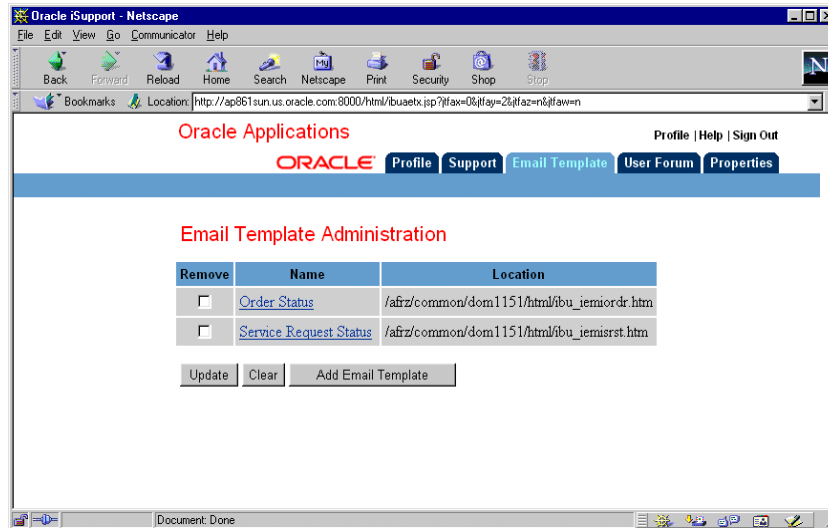 Oracle iSupport - Netscape
File Edit View Go Communicator Help
Back Forward Reload Home Search Netscape Print Security Shop Stop
Bookmarks Location: http://ap861sun.us.oracle.com:8000/html/ibuaetx.jsp?jtfax=0&jtfay=2&jtfaz=n&jtfaw=n
Oracle Applications
Profile | Help | Sign Out
ORACLE Profile Support Email Template User Forum Properties
Email Template Administration
Remove Name Location
Order Status /afrz/common/dom1151/html/ibu_iemiordr.htm
Service Request Status /afrz/common/dom1151/html/ibu_iemisrst.htm
Update Clear Add Email Template
Document: Done